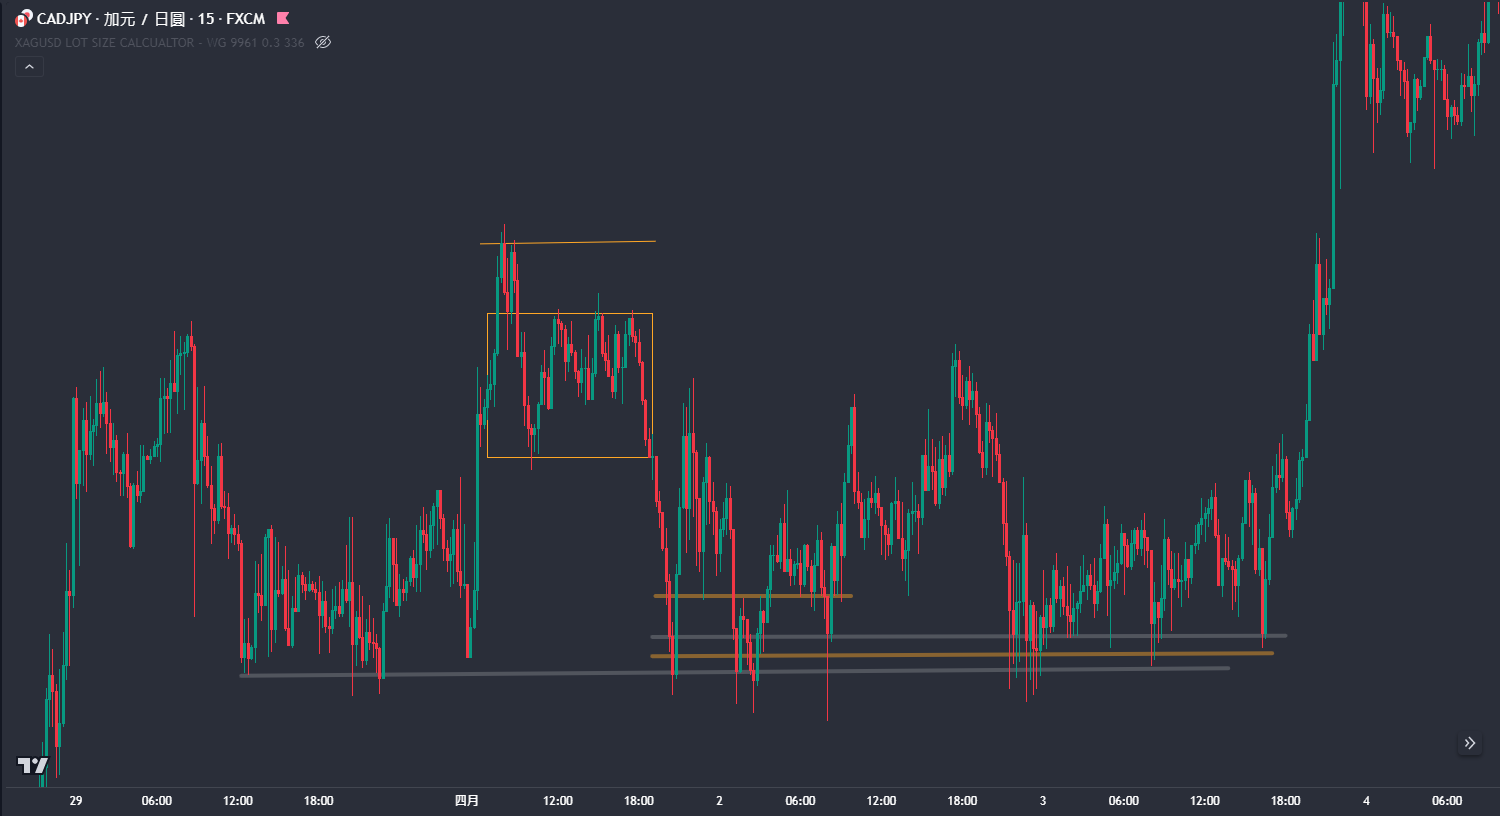 CADJPY · 加元 / 日圓 · 15 · FXCM
XAGUSD LOT SIZE CALCUALTOR - WG 9961 0.3 336
29 06:00 12:00 18:00 四月 12:00 18:00 2 06:00 12:00 18:00 3 06:00 12:00 18:00 4 06:00